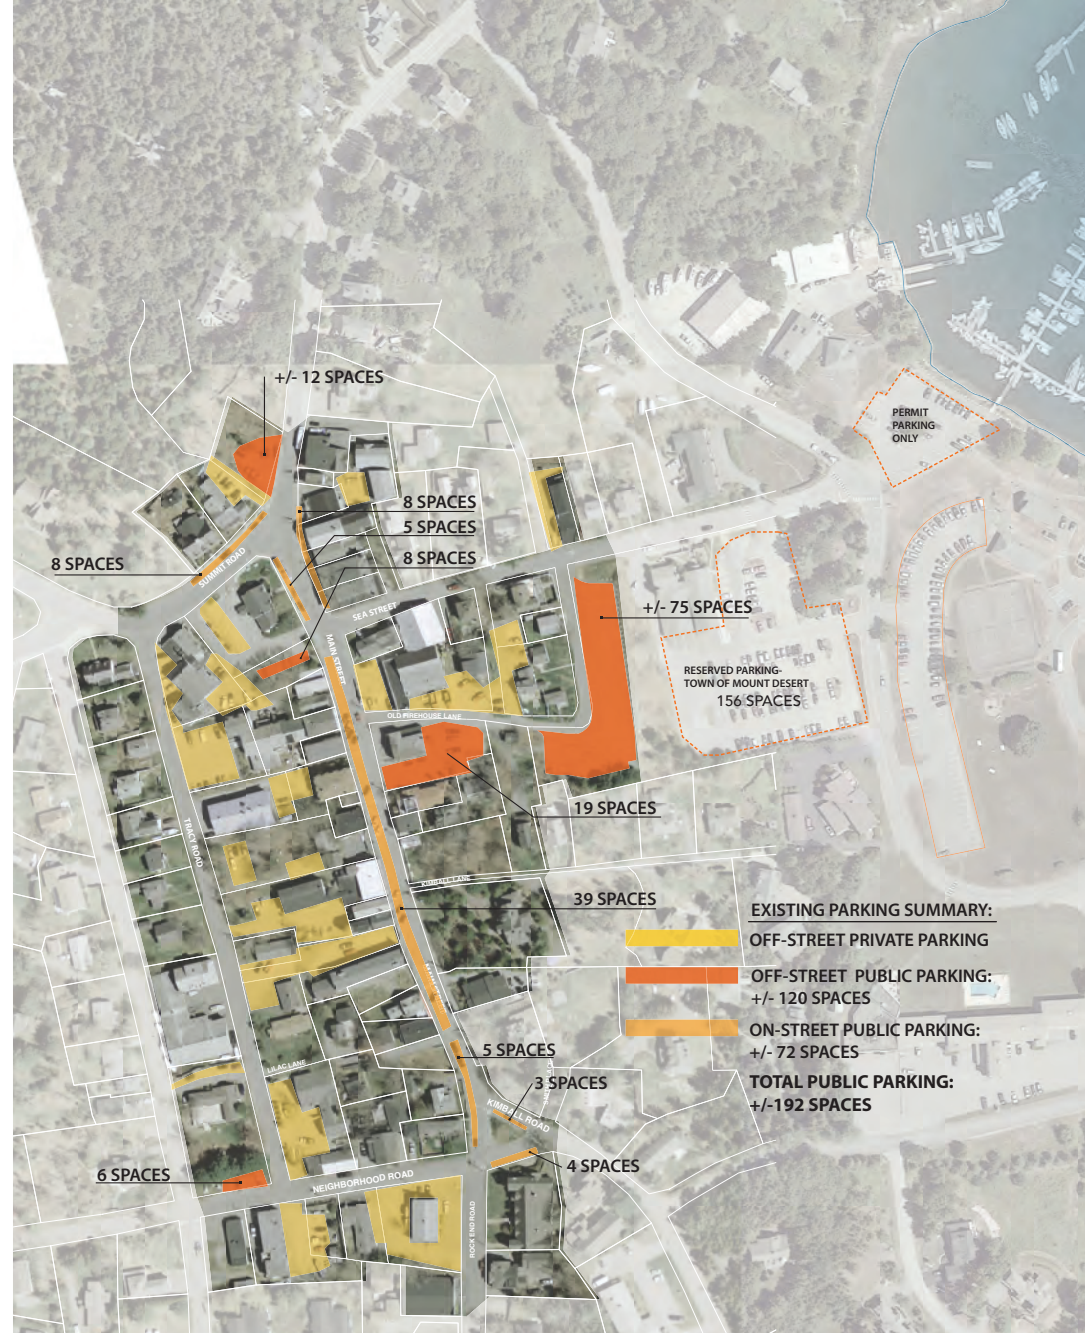 +/- 12 SPACES
PERMIT
PARKING
ONLY
8 SPACES
5 SPACES
8 SPACES
8 SPACES
SUMMIT ROAD
SEA STREET
+/- 75 SPACES
MAIN STREET
RESERVED PARKING-
TOWN OF MOUNT DESERT
156 SPACES
OLD FIREHOUSE LANE
19 SPACES
TRACY ROAD
KIMBALL LANE
39 SPACES
EXISTING PARKING SUMMARY:
OFF-STREET PRIVATE PARKING
OFF-STREET PUBLIC PARKING:
+/- 120 SPACES
ON-STREET PUBLIC PARKING:
+/- 72 SPACES
TOTAL PUBLIC PARKING:
+/-192 SPACES
MAIN STREET
5 SPACES
LILAC LANE
3 SPACES
KIMBALL ROAD
4 SPACES
6 SPACES
NEIGHBORHOOD ROAD
ROCK END ROAD